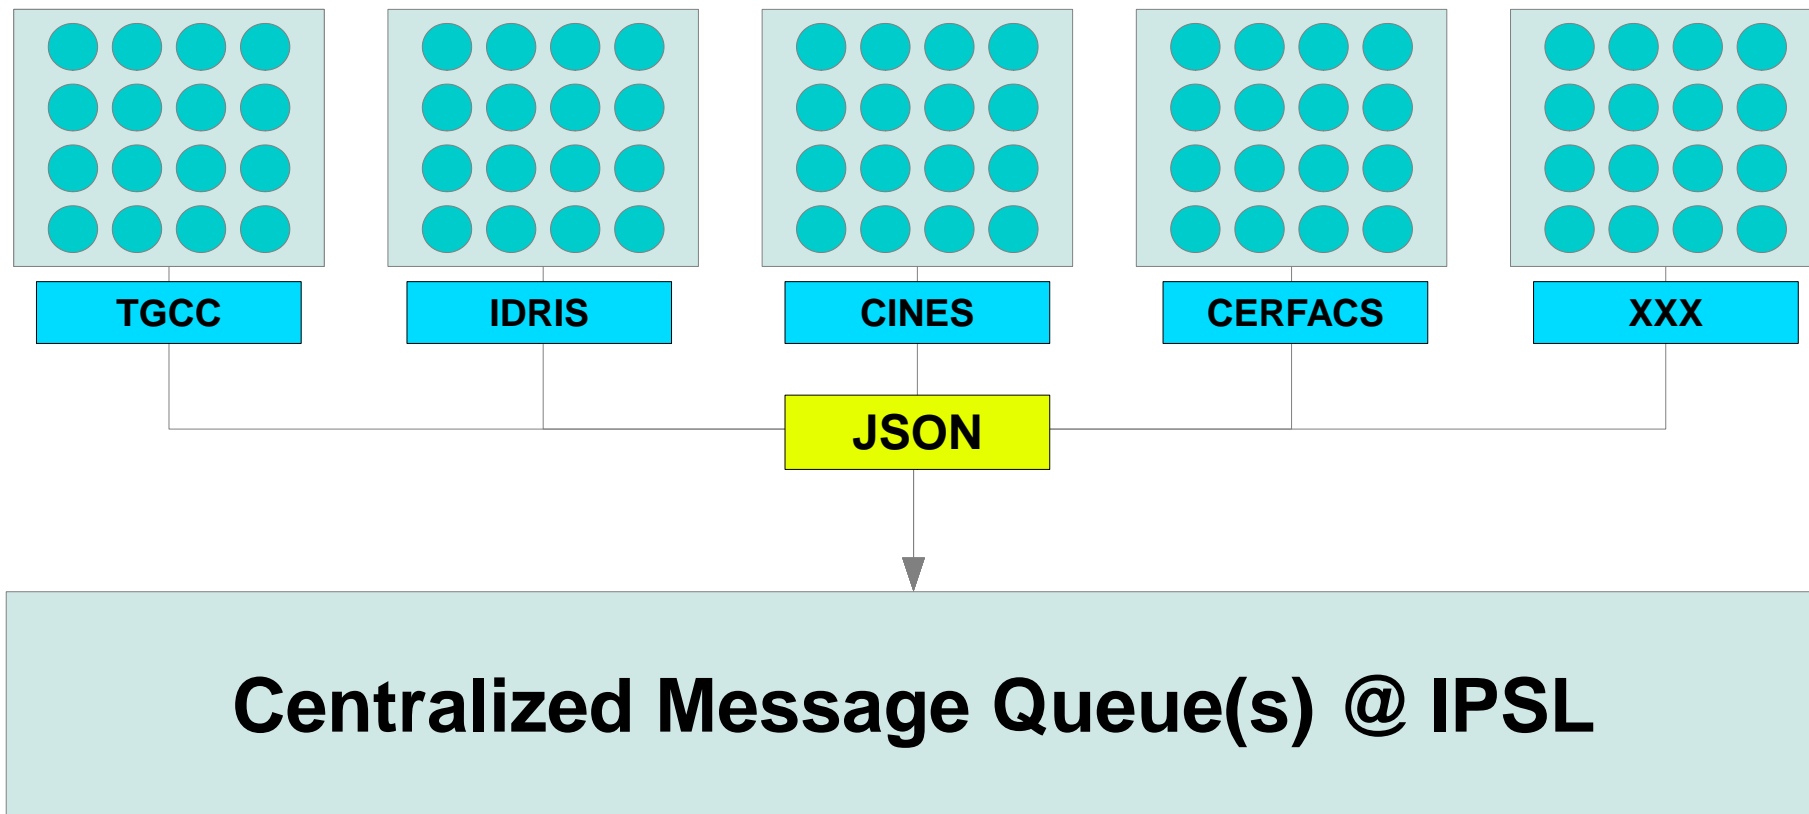 TGCC
IDRIS
CINES
CERFACS
XXX
JSON
Centralized Message Queue(s) @ IPSL